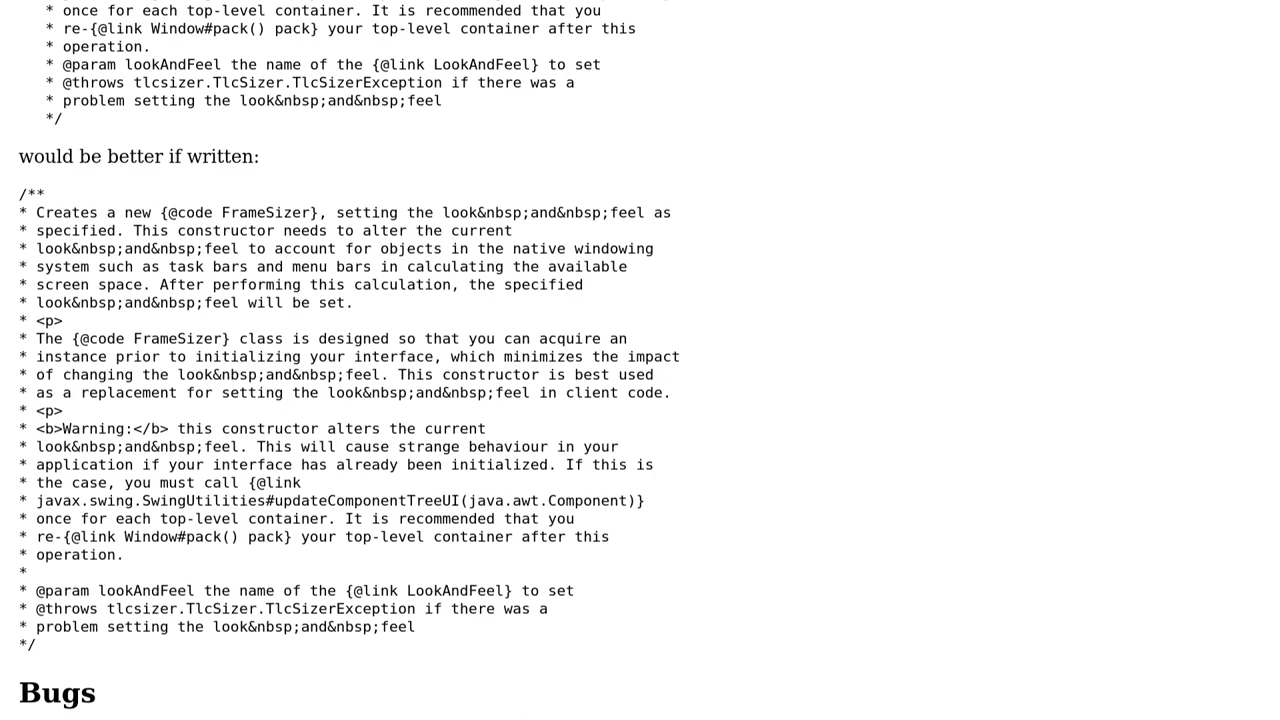 * once for each top-level container. It is recommended that you
* re-{@link Window#pack() pack} your top-level container after this
* operation.
* @param lookAndFeel the name of the {@link LookAndFeel} to set
* @throws tlcsizer.TlcSizer.TlcSizerException if there was a
* problem setting the look&nbsp;and&nbsp;feel
*/
would be better if written:
/**
* Creates a new {@code FrameSizer}, setting the look&nbsp;and&nbsp;feel as
* specified. This constructor needs to alter the current
* look&nbsp;and&nbsp;feel to account for objects in the native windowing
* system such as task bars and menu bars in calculating the available
* screen space. After performing this calculation, the specified
* look&nbsp;and&nbsp;feel will be set.
* <p>
* The {@code FrameSizer} class is designed so that you can acquire an
* instance prior to initializing your interface, which minimizes the impact
* of changing the look&nbsp;and&nbsp;feel. This constructor is best used
* as a replacement for setting the look&nbsp;and&nbsp;feel in client code.
* <p>
* <b>Warning:</b> this constructor alters the current
* look&nbsp;and&nbsp;feel. This will cause strange behaviour in your
* application if your interface has already been initialized. If this is
* the case, you must call {@link
* javax.swing.SwingUtilities#updateComponentTreeUI(java.awt.Component)}
* once for each top-level container. It is recommended that you
* re-{@link Window#pack() pack} your top-level container after this
* operation.
*
* @param lookAndFeel the name of the {@link LookAndFeel} to set
* @throws tlcsizer.TlcSizer.TlcSizerException if there was a
* problem setting the look&nbsp;and&nbsp;feel
*/
Bugs